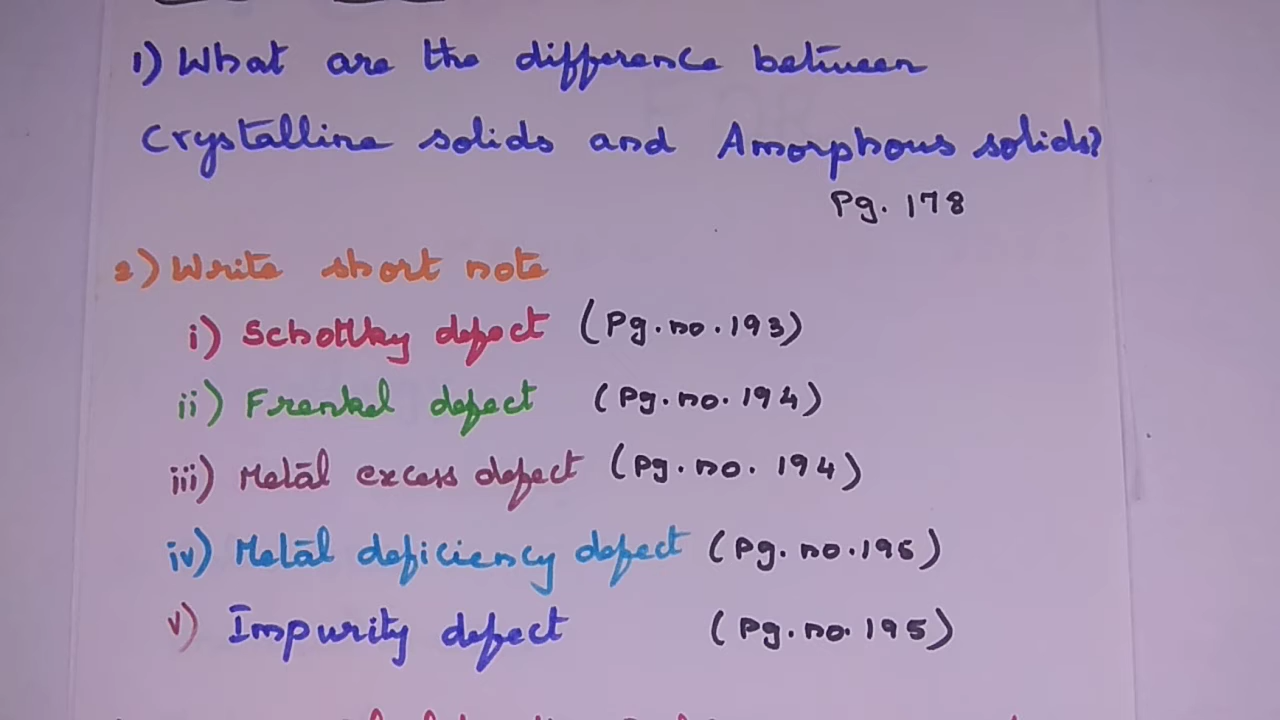 1) What are the difference between
Crystalline solids and Amorphous solids?
Pg. 178
2) Write short note
i) Schottky defect (Pg.no.193)
ii) Frenkel defect (Pg.no.194)
iii) Metal excess defect (Pg.no. 194)
iv) Metal deficiency defect (Pg. no.195)
v) Impurity defect (Pg.no.195)